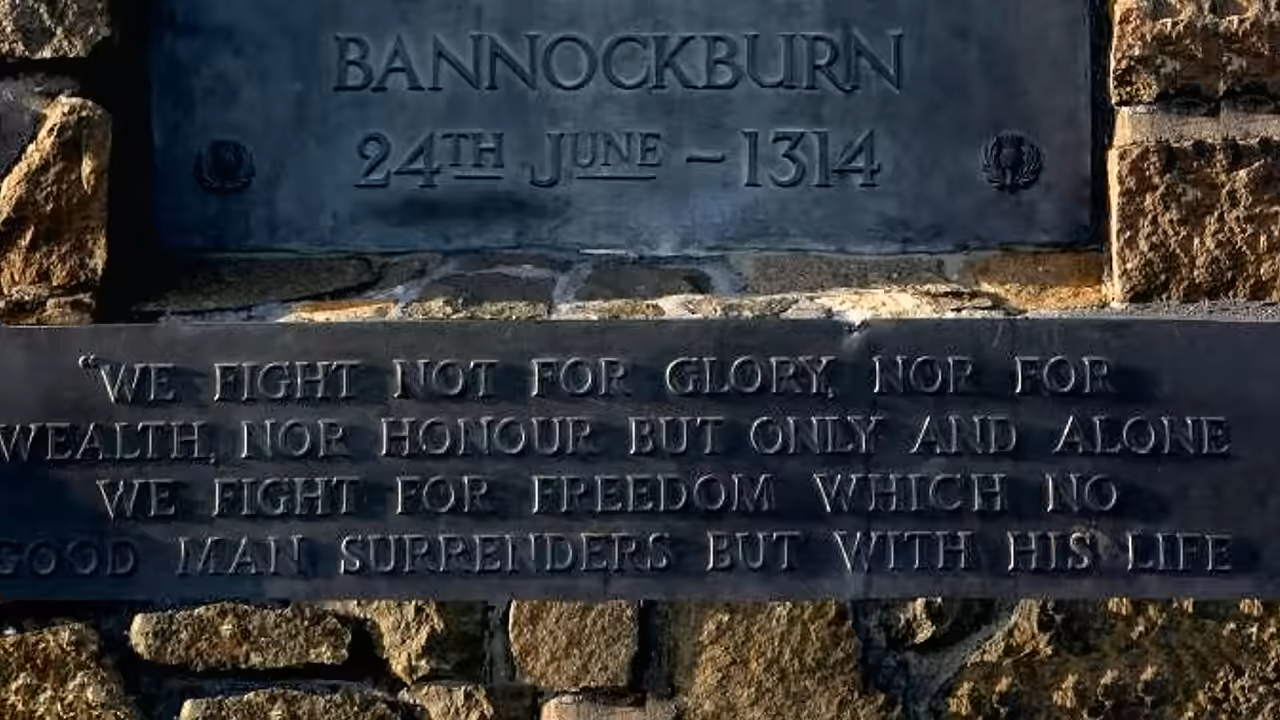 BANNOCKBURN
24TH JUNE – 1314
“WE FIGHT NOT FOR GLORY, NOR FOR
WEALTH, NOR HONOUR BUT ONLY AND ALONE
WE FIGHT FOR FREEDOM WHICH NO
GOOD MAN SURRENDERS BUT WITH HIS LIFE